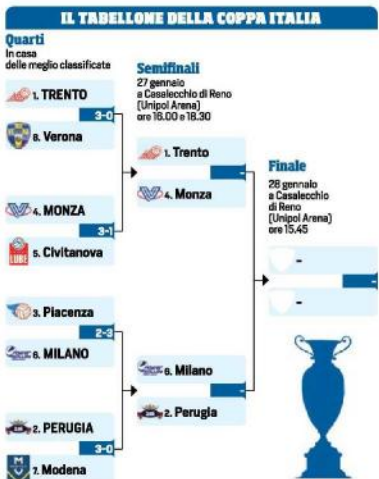 IL TABELLONE DELLA COPPA ITALIA
Quarti
In casa
delle meglio classificate
1. TRENTO
3-0
8. Verona
4. MONZA
3-1
5. Civitanova
LUBE
3. Piacenza
2-3
6. MILANO
2. PERUGIA
3-0
7. Modena
Semifinali
27 gennaio
a Casalecchio di Reno
(Unipol Arena)
ore 16.00 e 18.30
1. Trento
-
4. Monza
6. Milano
-
2. Perugia
Finale
28 gennaio
a Casalecchio
di Reno
(Unipol Arena)
ore 15.45
-
-
-